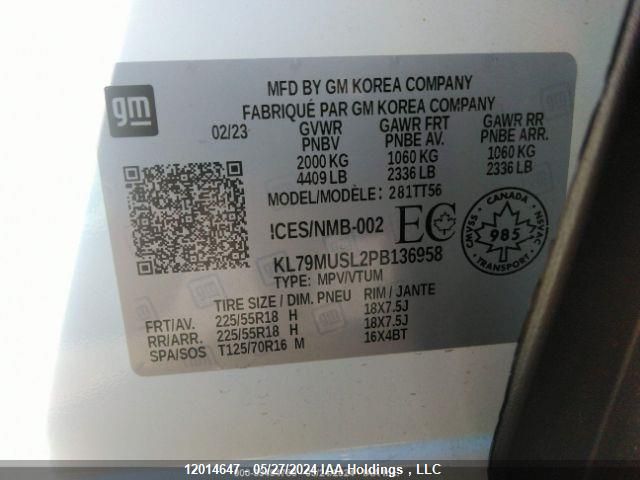 gm
MFD BY GM KOREA COMPANY
FABRIQUÉ PAR GM KOREA COMPANY
02/23 GVWR GAWR FRT GAWR RR
PNBV PNBE AV. PNBE ARR.
2000 KG 1060 KG 1060 KG
4409 LB 2336 LB 2336 LB
MODEL/MODÈLE: 281TT56
ICES/NMB-002 EC
CANADA
CMVSS 985 NSVAC
TRANSPORT
KL79MUSL2PB136958
TYPE: MPV/VTUM
TIRE SIZE / DIM. PNEU RIM / JANTE
FRT/AV. 225/55R18 H 18X7.5J
RR/ARR. 225/55R18 H 18X7.5J
SPA/SOS T125/70R16 M 16X4BT
12014647 - 05/27/2024 IAA Holdings , LLC